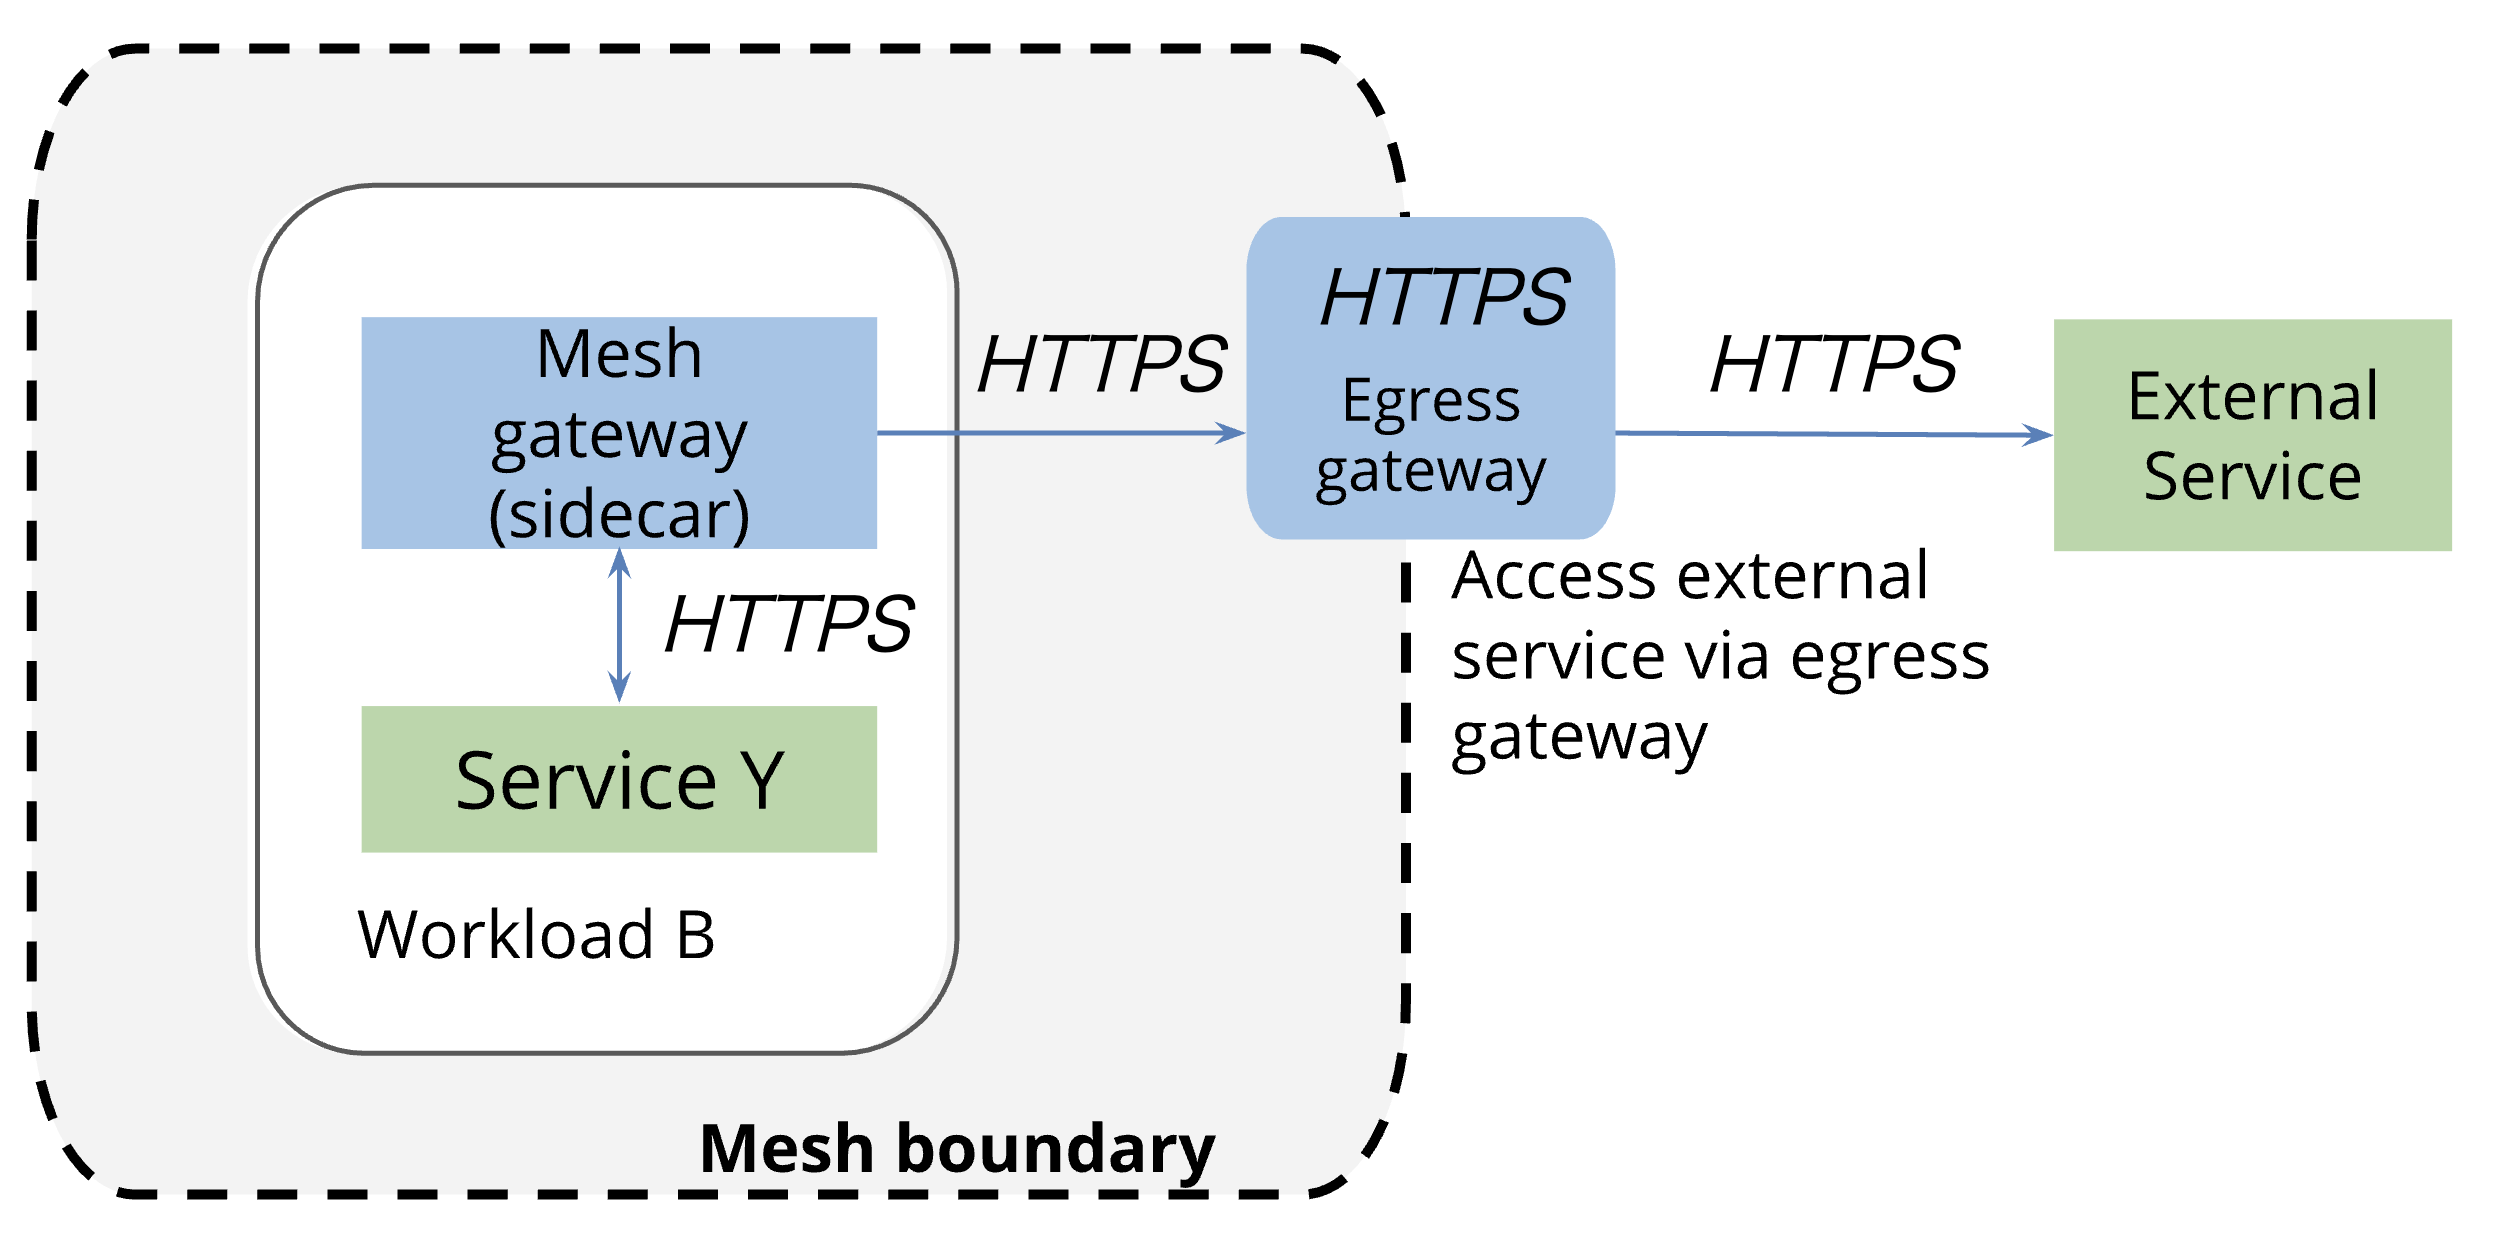 Mesh
gateway
(sidecar)
HTTPS
Service Y
Workload B
HTTPS
HTTPS
Egress
gateway
HTTPS
External
Service
Access external
service via egress
gateway
Mesh boundary